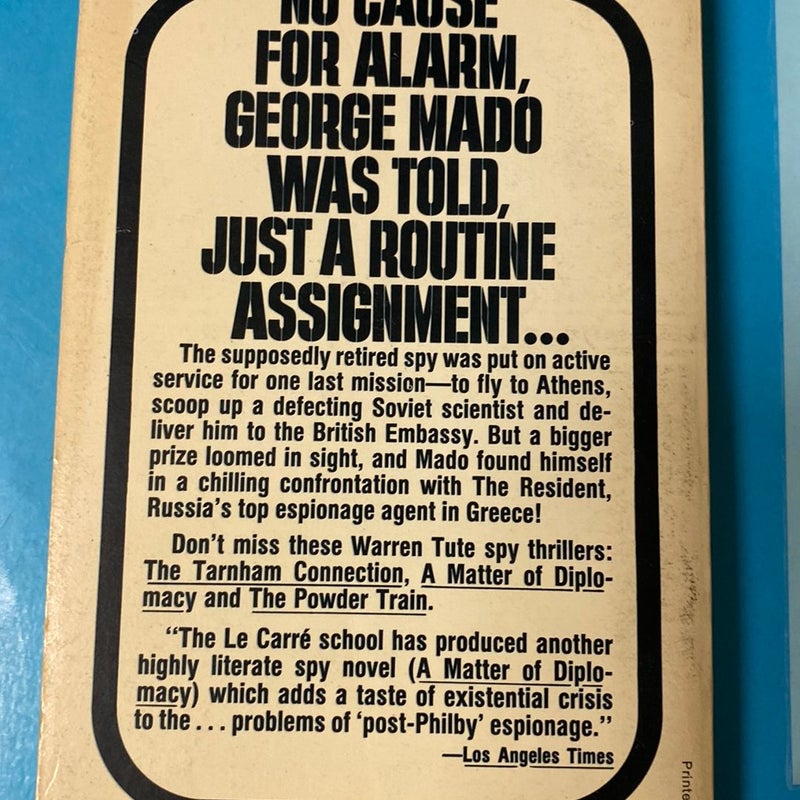 NO CAUSE
FOR ALARM,
GEORGE MADO
WAS TOLD,
JUST A ROUTINE
ASSIGNMENT...
The supposedly retired spy was put on active
service for one last mission—to fly to Athens,
scoop up a defecting Soviet scientist and de-
liver him to the British Embassy. But a bigger
prize loomed in sight, and Mado found himself
in a chilling confrontation with The Resident,
Russia's top espionage agent in Greece!
Don't miss these Warren Tute spy thrillers:
The Tarnham Connection, A Matter of Diplo-
macy and The Powder Train.
“The Le Carré school has produced another
highly literate spy novel (A Matter of Diplo-
macy) which adds a taste of existential crisis
to the . . . problems of ‘post-Philby’ espionage.”
—Los Angeles Times